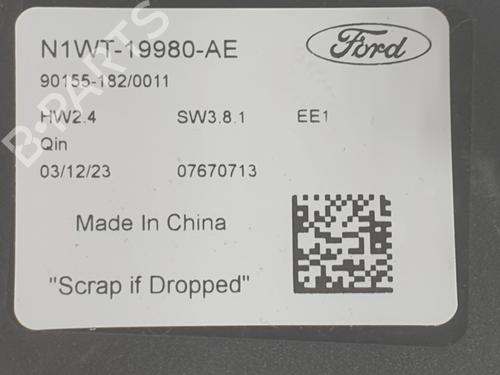 N1WT-19980-AE
Ford
90155-182/0011
HW2.4 SW3.8.1 EE1
Qin
03/12/23 07670713
Made In China
"Scrap if Dropped"
B-PARTS